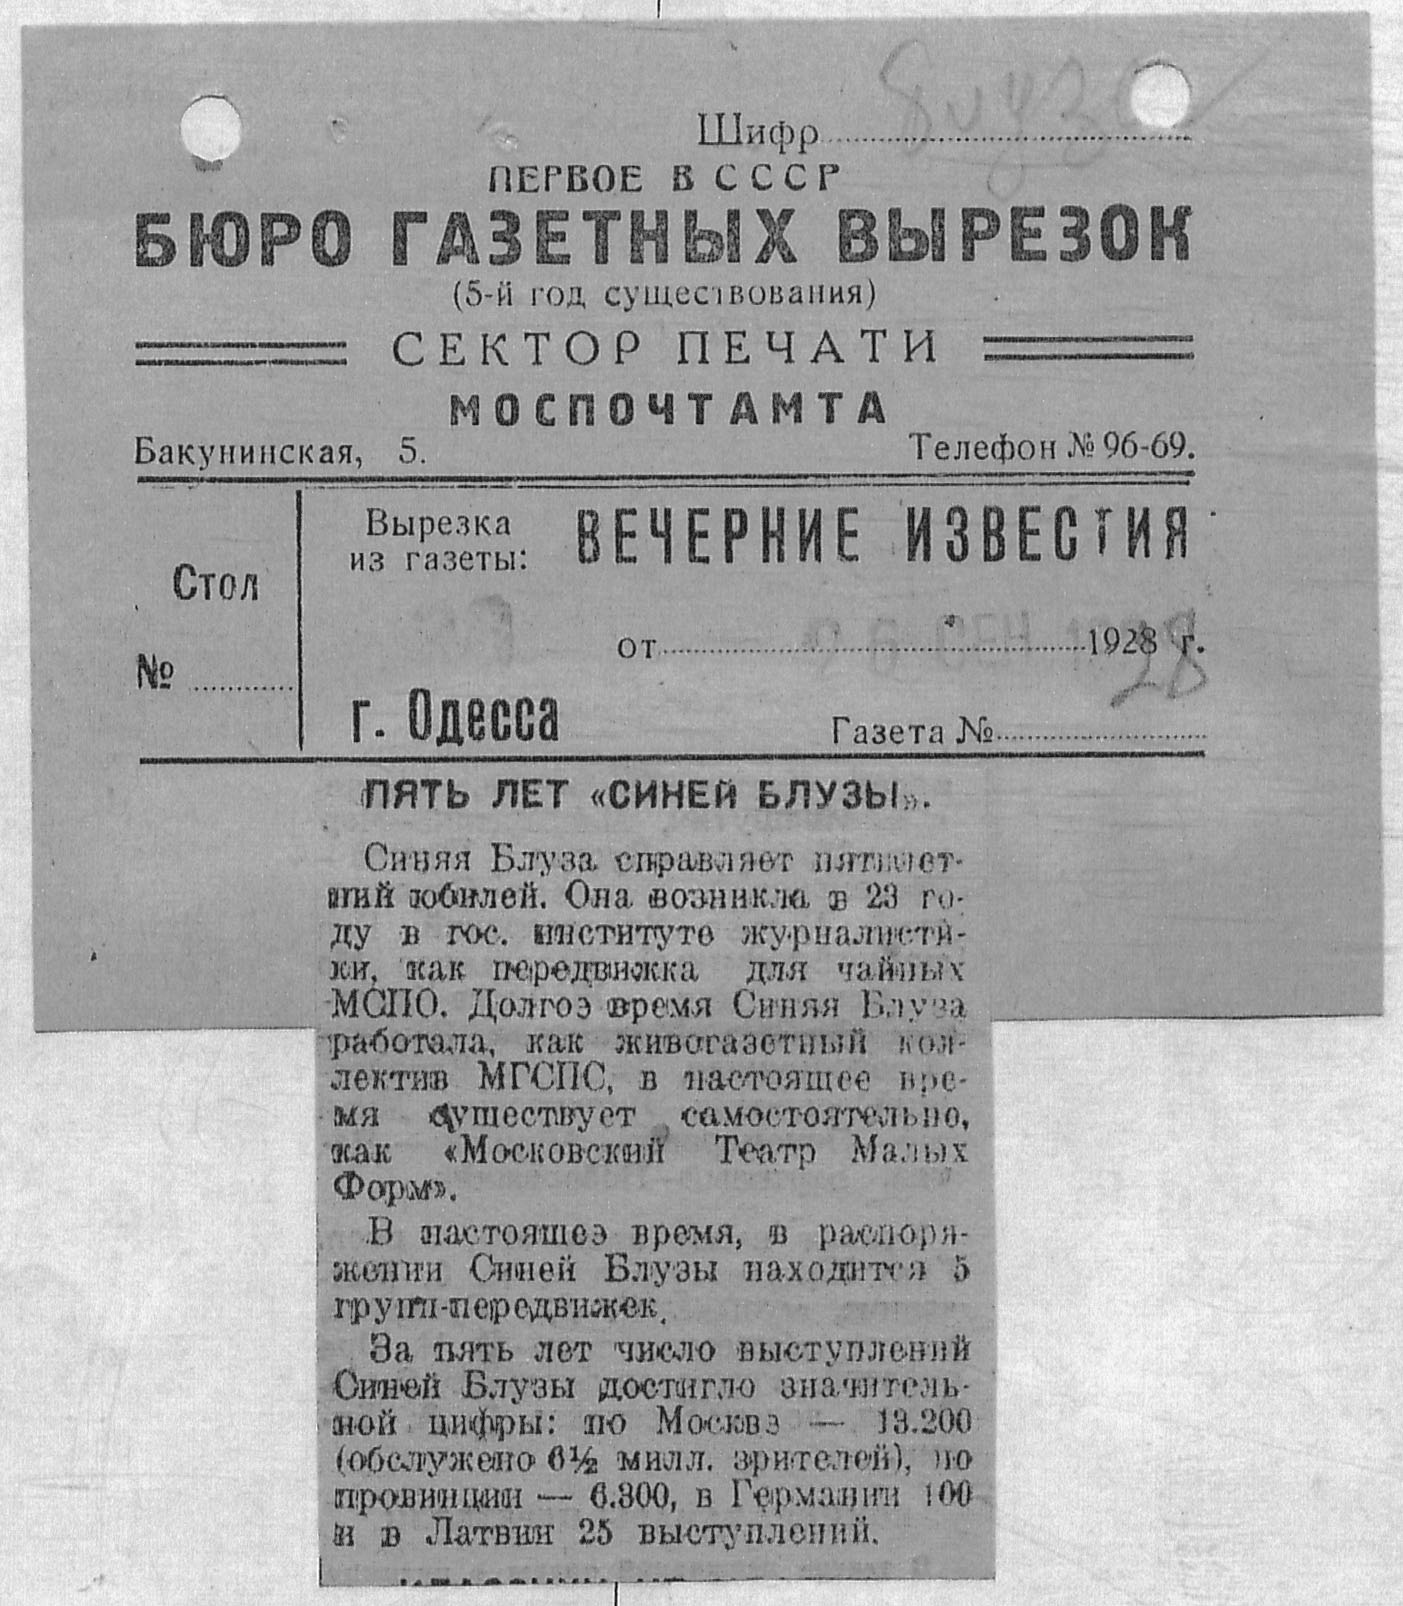 Шифр
ПЕРВОЕ В СССР
БЮРО ГАЗЕТНЫХ ВЫРЕЗОК
(5-й год существования)
СЕКТОР ПЕЧАТИ
МОСПОЧТАМТА
Бакунинская, 5. Телефон № 96-69.
Стол
№
Вырезка
из газеты: ВЕЧЕРНИЕ ИЗВЕСТИЯ
от 1928 г.
28
г. Одесса Газета №
ПЯТЬ ЛЕТ «СИНЕЙ БЛУЗЫ».
Синяя Блуза справляет пятилет-
ний юбилей. Она возникла в 23 го-
ду в гос. институте журналисти-
ки, как передвижка для чайных
МСПО. Долгое время Синяя Блуза
работала, как живогазетный кол-
лектив МГСПС, в настоящее вре-
мя существует самостоятельно,
как «Московский Театр Малых
Форм».
В настоящее время, в распоря-
жении Синей Блузы находится 5
групп-передвижек.
За пять лет число выступлений
Синей Блузы достигло значитель-
ной цифры: по Москве — 13.200
(обслужено 6½ милл. зрителей), по
провинции — 6.300, в Германии 100
и в Латвии 25 выступлений.